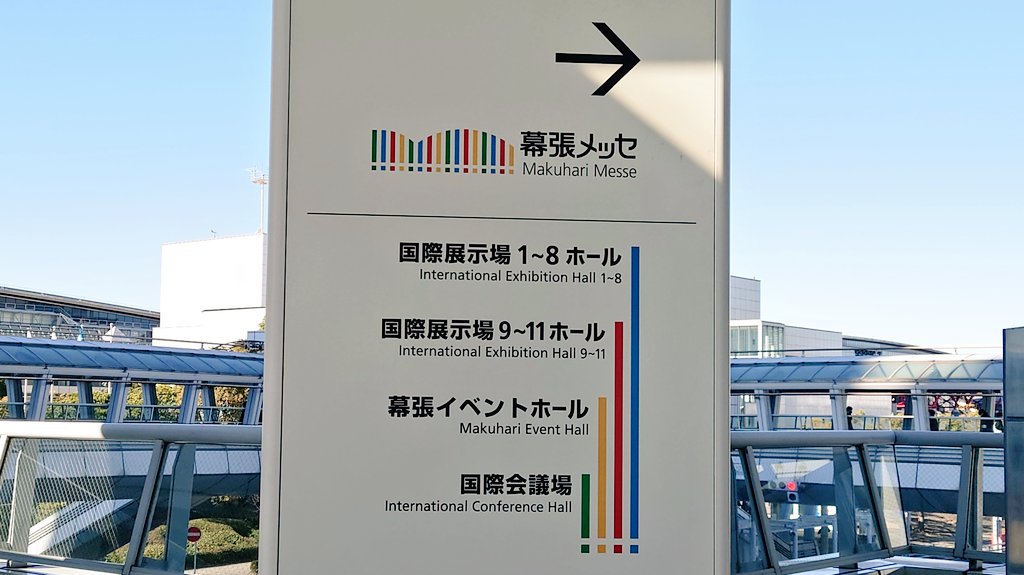 幕張メッセ
Makuhari Messe
国際展示場 1~8 ホール
International Exhibition Hall 1~8
国際展示場 9~11 ホール
International Exhibition Hall 9~11
幕張イベントホール
Makuhari Event Hall
国際会議場
International Conference Hall